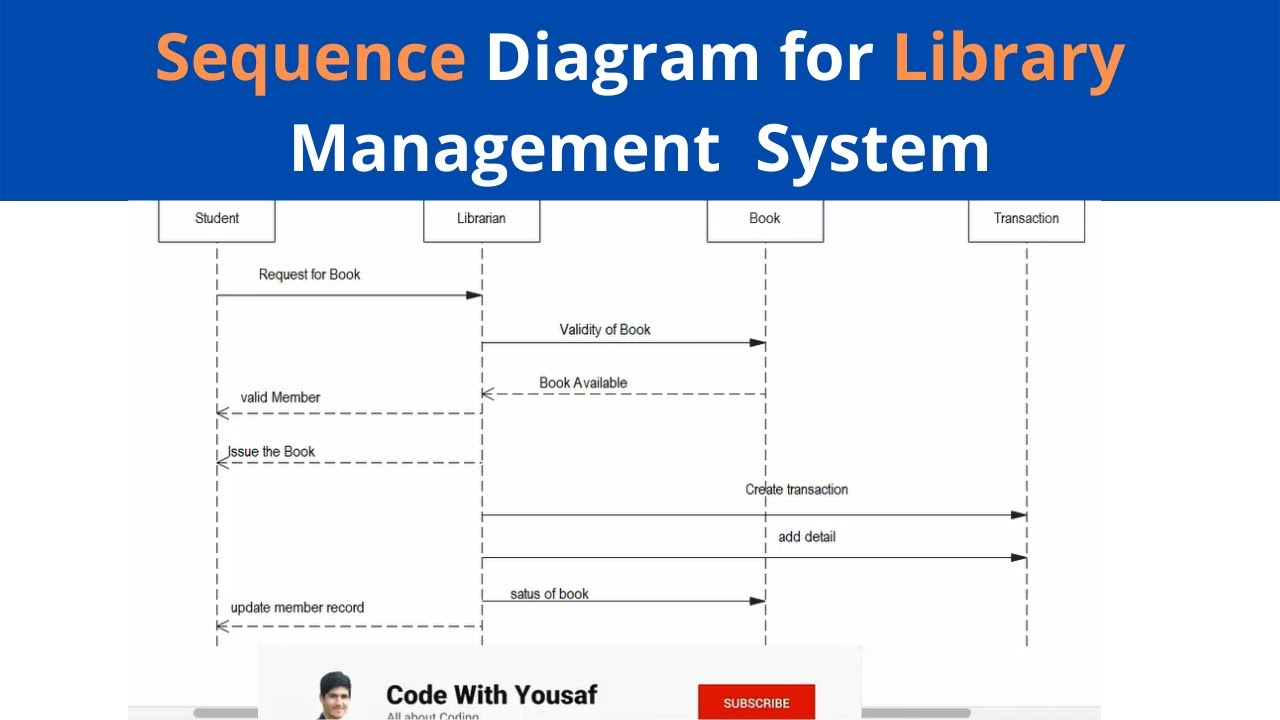 Sequence Diagram for Library
Management System
Student
Librarian
Book
Transaction
Request for Book
Validity of Book
Book Available
valid Member
Issue the Book
Create transaction
add detail
satus of book
update member record
Code With Yousaf
SUBSCRIBE
All about Coding